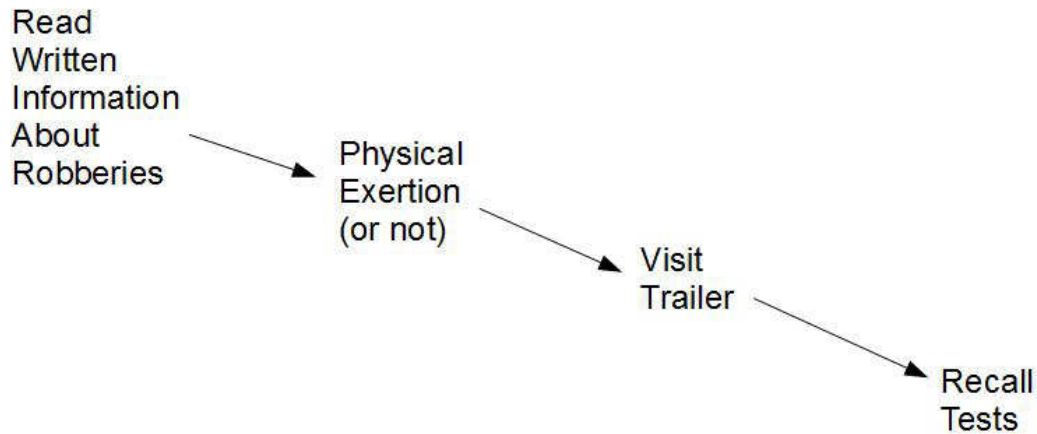 Read
Written
Information
About
Robberies
Physical
Exertion
(or not)
Visit
Trailer
Recall
Tests